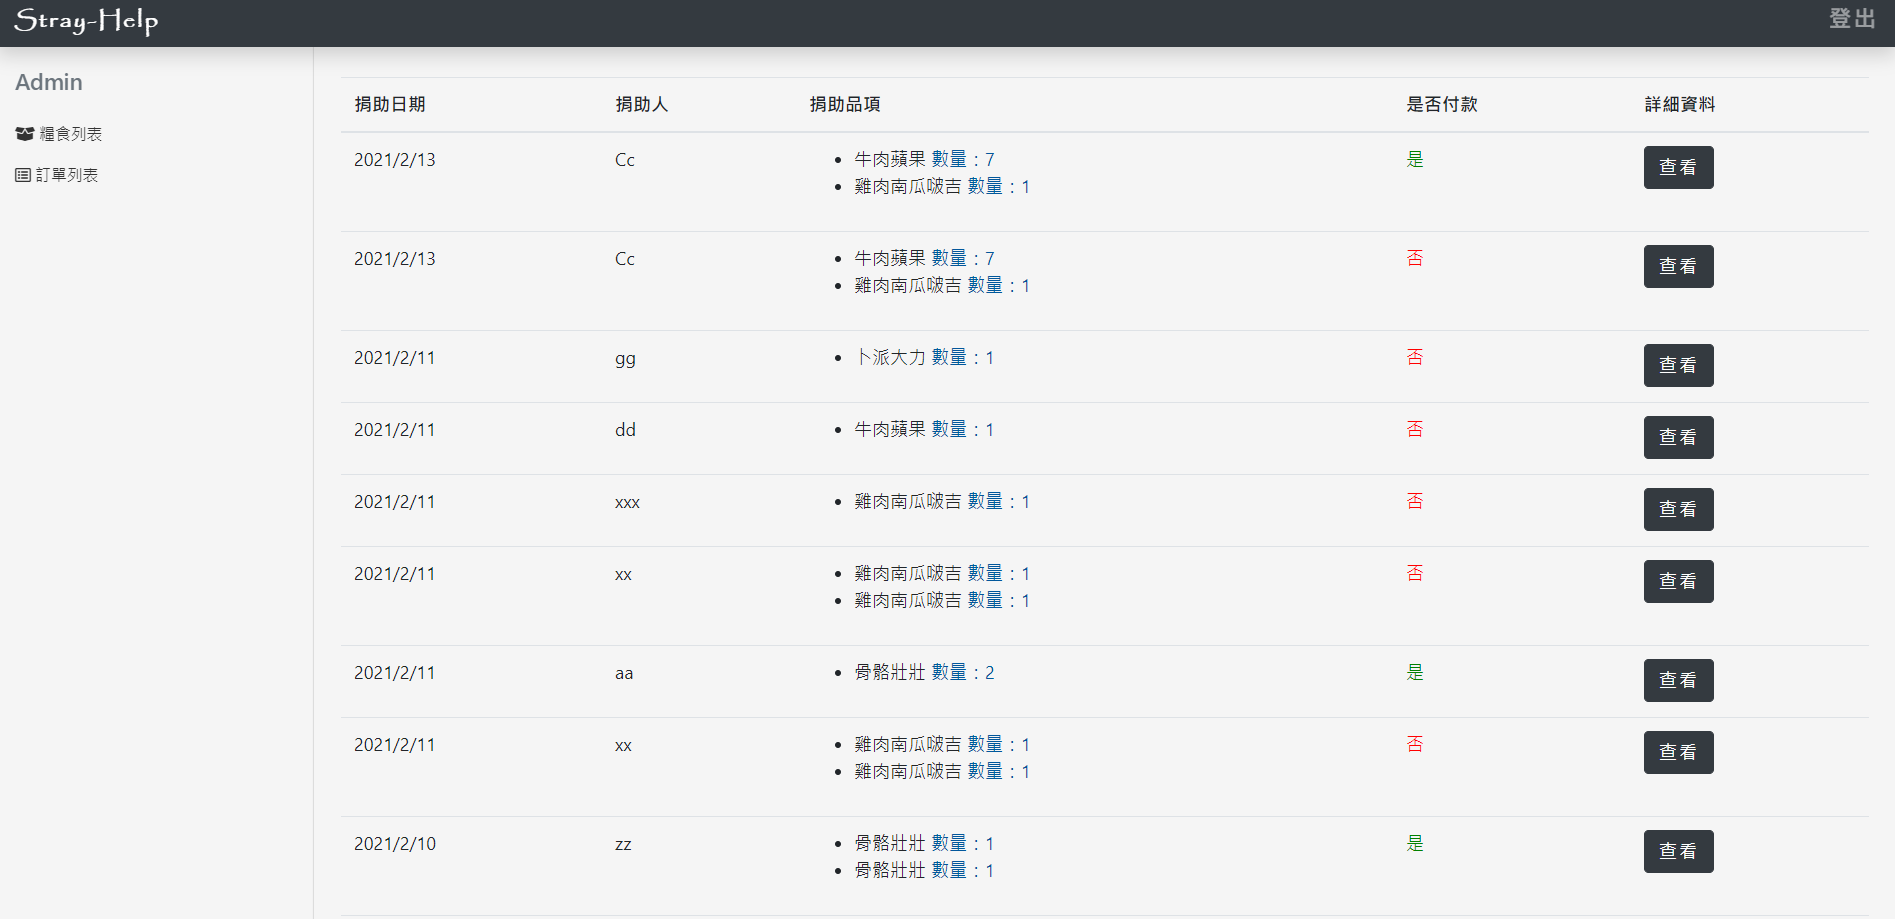 Stray-Help 登出
Admin
糧食列表
訂單列表
捐助日期 捐助人 捐助品項 是否付款 詳細資料
2021/2/13 Cc 牛肉蘋果 數量：7 是 查看
雞肉南瓜啵吉 數量：1
2021/2/13 Cc 牛肉蘋果 數量：7 否 查看
雞肉南瓜啵吉 數量：1
2021/2/11 gg 卜派大力 數量：1 否 查看
2021/2/11 dd 牛肉蘋果 數量：1 否 查看
2021/2/11 xxx 雞肉南瓜啵吉 數量：1 否 查看
2021/2/11 xx 雞肉南瓜啵吉 數量：1 否 查看
雞肉南瓜啵吉 數量：1
2021/2/11 aa 骨骼壯壯 數量：2 是 查看
2021/2/11 xx 雞肉南瓜啵吉 數量：1 否 查看
雞肉南瓜啵吉 數量：1
2021/2/10 zz 骨骼壯壯 數量：1 是 查看
骨骼壯壯 數量：1